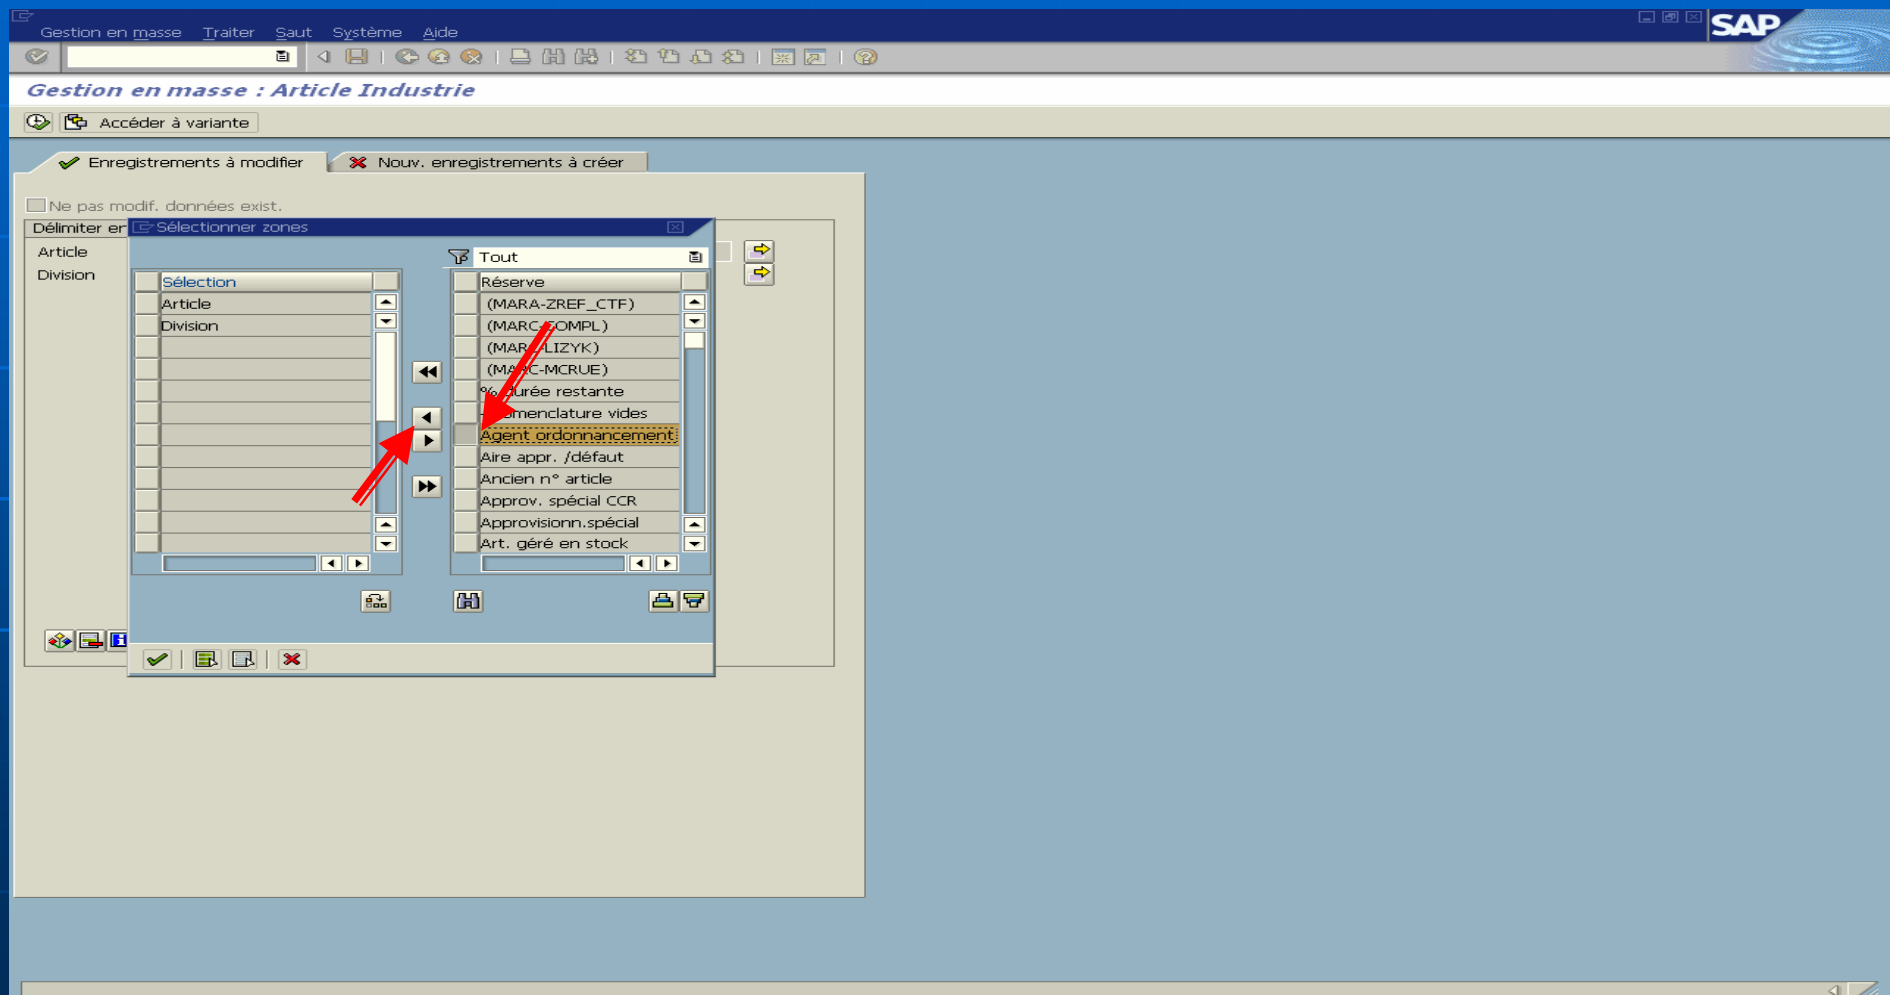 Gestion en masse Traiter Saut Système Aide
SAP
Gestion en masse : Article Industrie
Accéder à variante
Enregistrements à modifier Nouv. enregistrements à créer
Ne pas modif. données exist.
Délimiter en
Sélectionner zones
Article
Division
Tout
Sélection
Article
Division
Réserve
(MARA-ZREF_CTF)
(MARC-COMPL)
(MARC-LIZYK)
(MARC-MCRUE)
% durée restante
vides
Agent ordonnancement
Aire appr. /défaut
Ancien n° article
Approv. spécial CCR
Approvisionn.spécial
Art. géré en stock